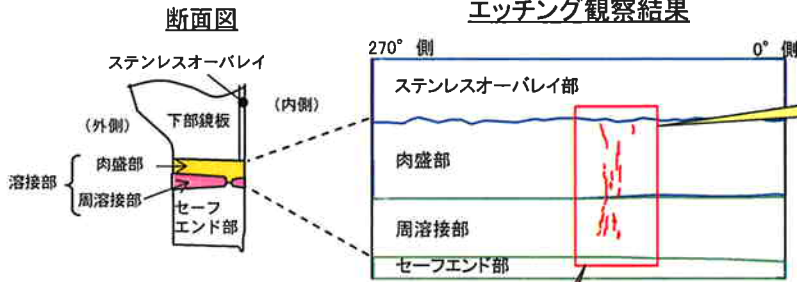 断面図
ステンレスオーバレイ
(外側)
下部鏡板
(内側)
溶接部
肉盛部
周溶接部
セーフ
エンド部
エッチング観察結果
270° 側
0° 側
ステンレスオーバレイ部
肉盛部
周溶接部
セーフエンド部